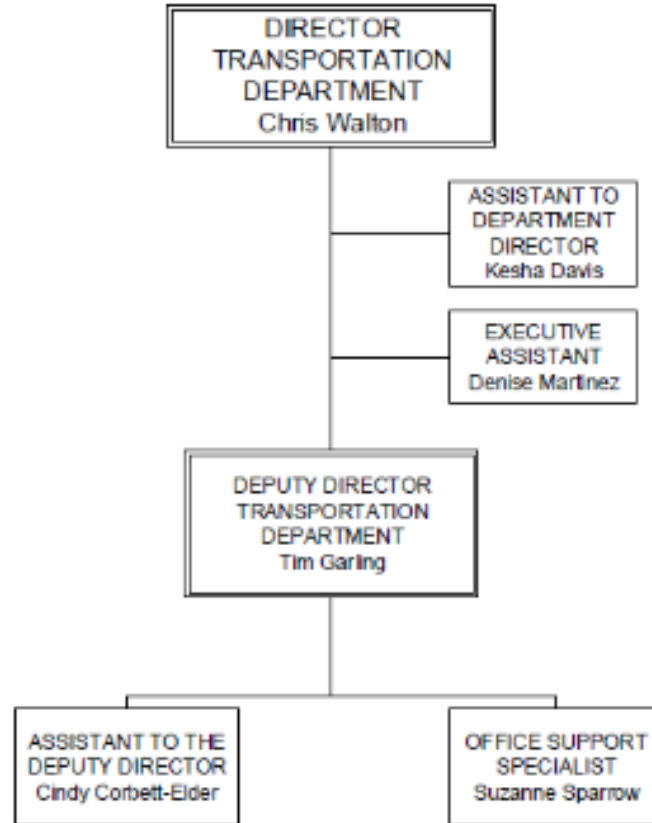 DIRECTOR
TRANSPORTATION
DEPARTMENT
Chris Walton
ASSISTANT TO
DEPARTMENT
DIRECTOR
Kesha Davis
EXECUTIVE
ASSISTANT
Denise Martinez
DEPUTY DIRECTOR
TRANSPORTATION
DEPARTMENT
Tim Garling
ASSISTANT TO THE
DEPUTY DIRECTOR
Cindy Corbett-Elder
OFFICE SUPPORT
SPECIALIST
Suzanne Sparrow